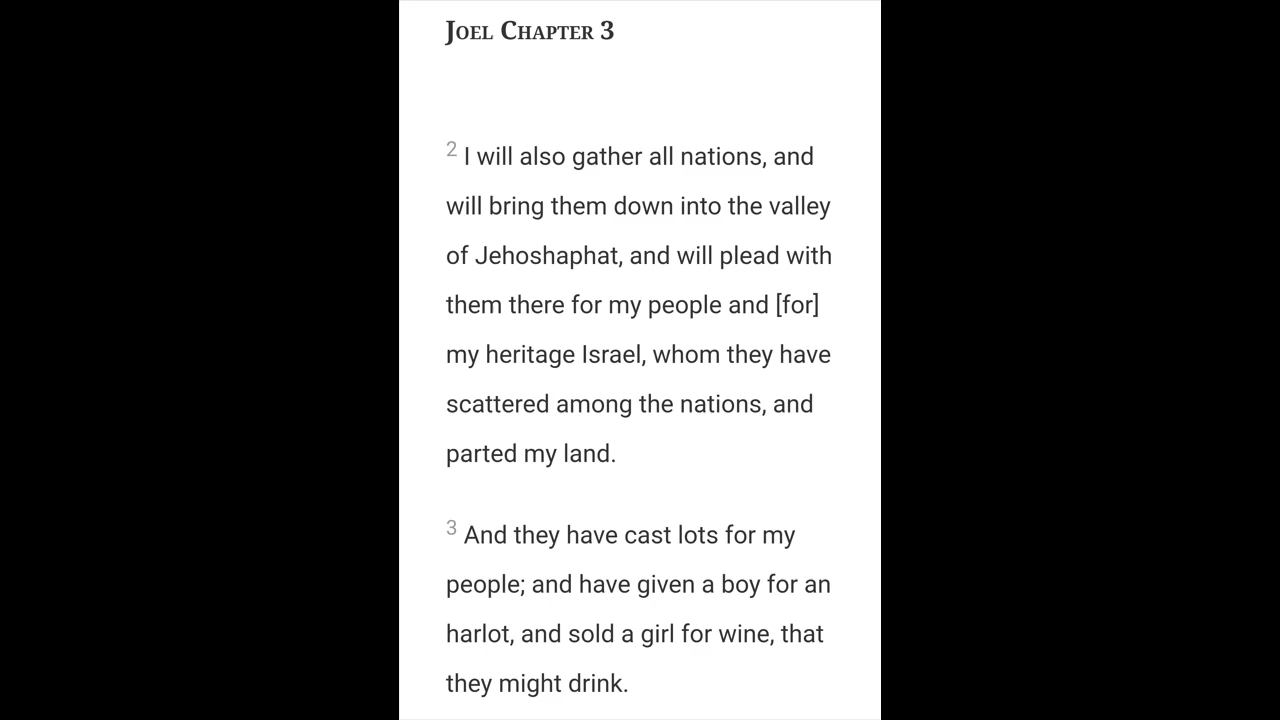 Joel Chapter 3
2 I will also gather all nations, and
will bring them down into the valley
of Jehoshaphat, and will plead with
them there for my people and [for]
my heritage Israel, whom they have
scattered among the nations, and
parted my land.
3 And they have cast lots for my
people; and have given a boy for an
harlot, and sold a girl for wine, that
they might drink.